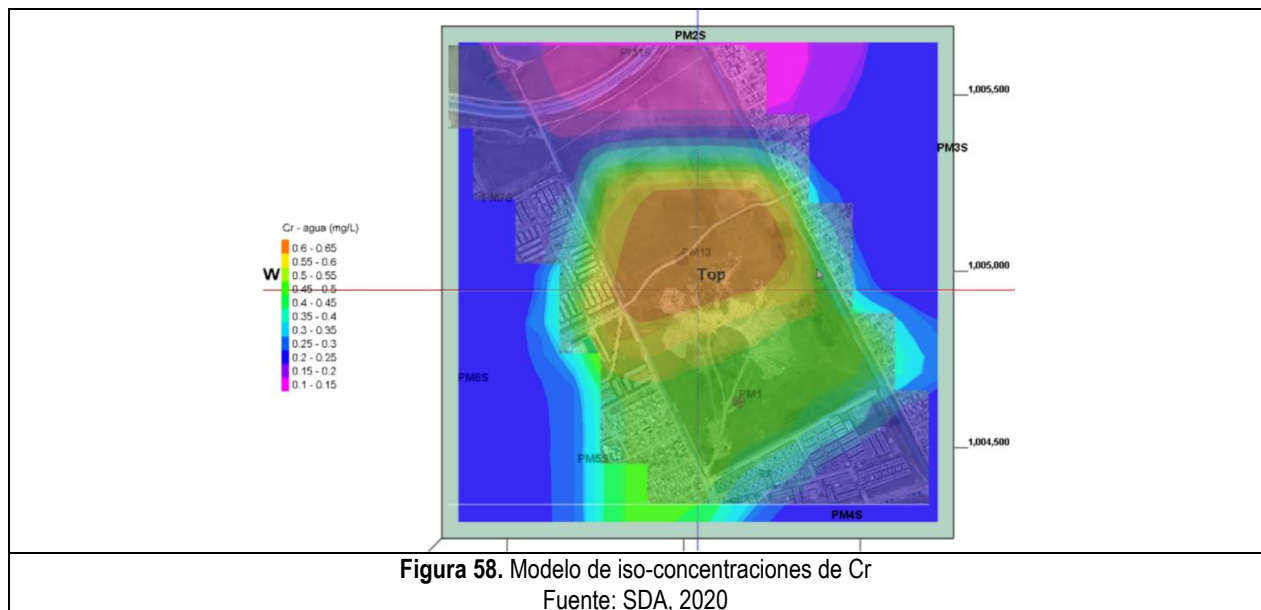 PM2S
1,005,500
PM3S
PM7S
Cr - agua (mg/L)
0.6 - 0.65
0.55 - 0.6
0.5 - 0.55
0.45 - 0.5
0.4 - 0.45
0.35 - 0.4
0.3 - 0.35
0.25 - 0.3
0.2 - 0.25
0.15 - 0.2
0.1 - 0.15
W
PM13
Top
1,005,000
PM6S
PM1
PM5S
1,004,500
PM4S
Figura 58. Modelo de iso-concentraciones de Cr
Fuente: SDA, 2020